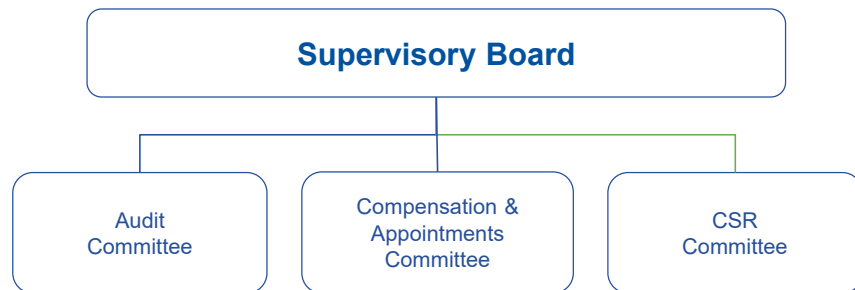 Supervisory Board
Audit
Committee
Compensation &
Appointments
Committee
CSR
Committee